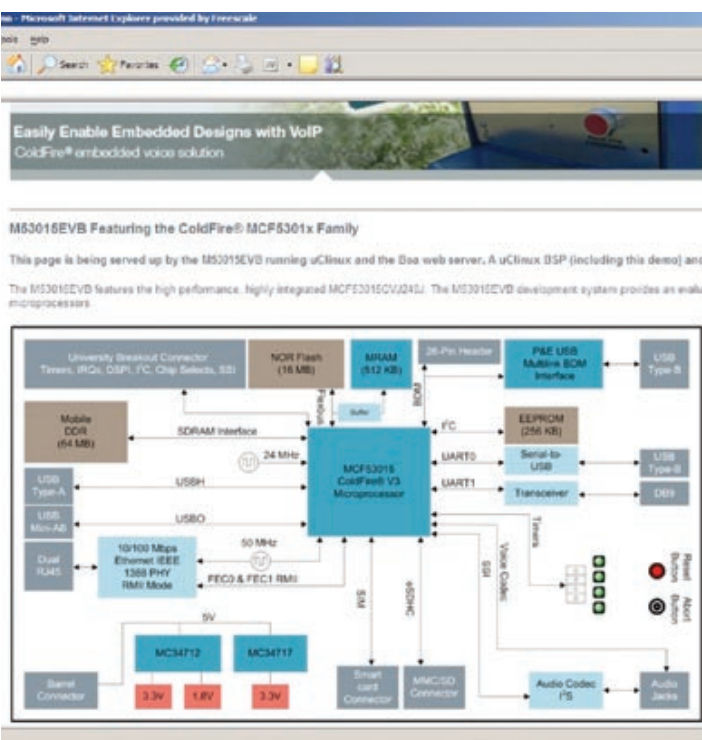 - Microsoft Internet Explorer provided by Freescale
Help
Search Favorites
Easily Enable Embedded Designs with VoIP
ColdFire® embedded voice solution
M53015EVB Featuring the ColdFire® MCF5301x Family
This page is being served up by the M53015EVB running uClinux and the Boa web server. A uClinux BSP (including this demo) and
The M53015EVB features the high performance, highly integrated The M53015EVB development system provides an
microprocessors.
University Breakout Connector
Timers, IRQs, DSPI, I²C, Chip Selects, SSI
NOR Flash
(16 MB)
MRAM
(512 KB)
26-Pin Header
P&E USB
Multilink BDM
Interface
USB
Type-B
Flexbus
Buffer
BDM
Mobile
DDR
(64 MB)
SDRAM Interface
24 MHz
MCF53015
ColdFire® V3
Microprocessor
I²C
EEPROM
(256 KB)
UART0
Serial-to-
USB
USB
Type-B
UART1
Transceiver
DB9
USB
Type-A
USBH
USB
Mini-AB
USBO
Dual
RJ45
10/100 Mbps
Ethernet IEEE
1588 PHY
RMII Mode
50 MHz
FEC0 & FEC1 RMII
SIM
eSDHC
SSI
Voice Codec
Timers
Reset
Button
Abort
Button
5V
MC34712
MC34717
Barrel
Connector
3.3V
1.8V
3.3V
Smart
card
Connector
MMC/SD
Connector
Audio Codec
I²S
Audio
Jacks